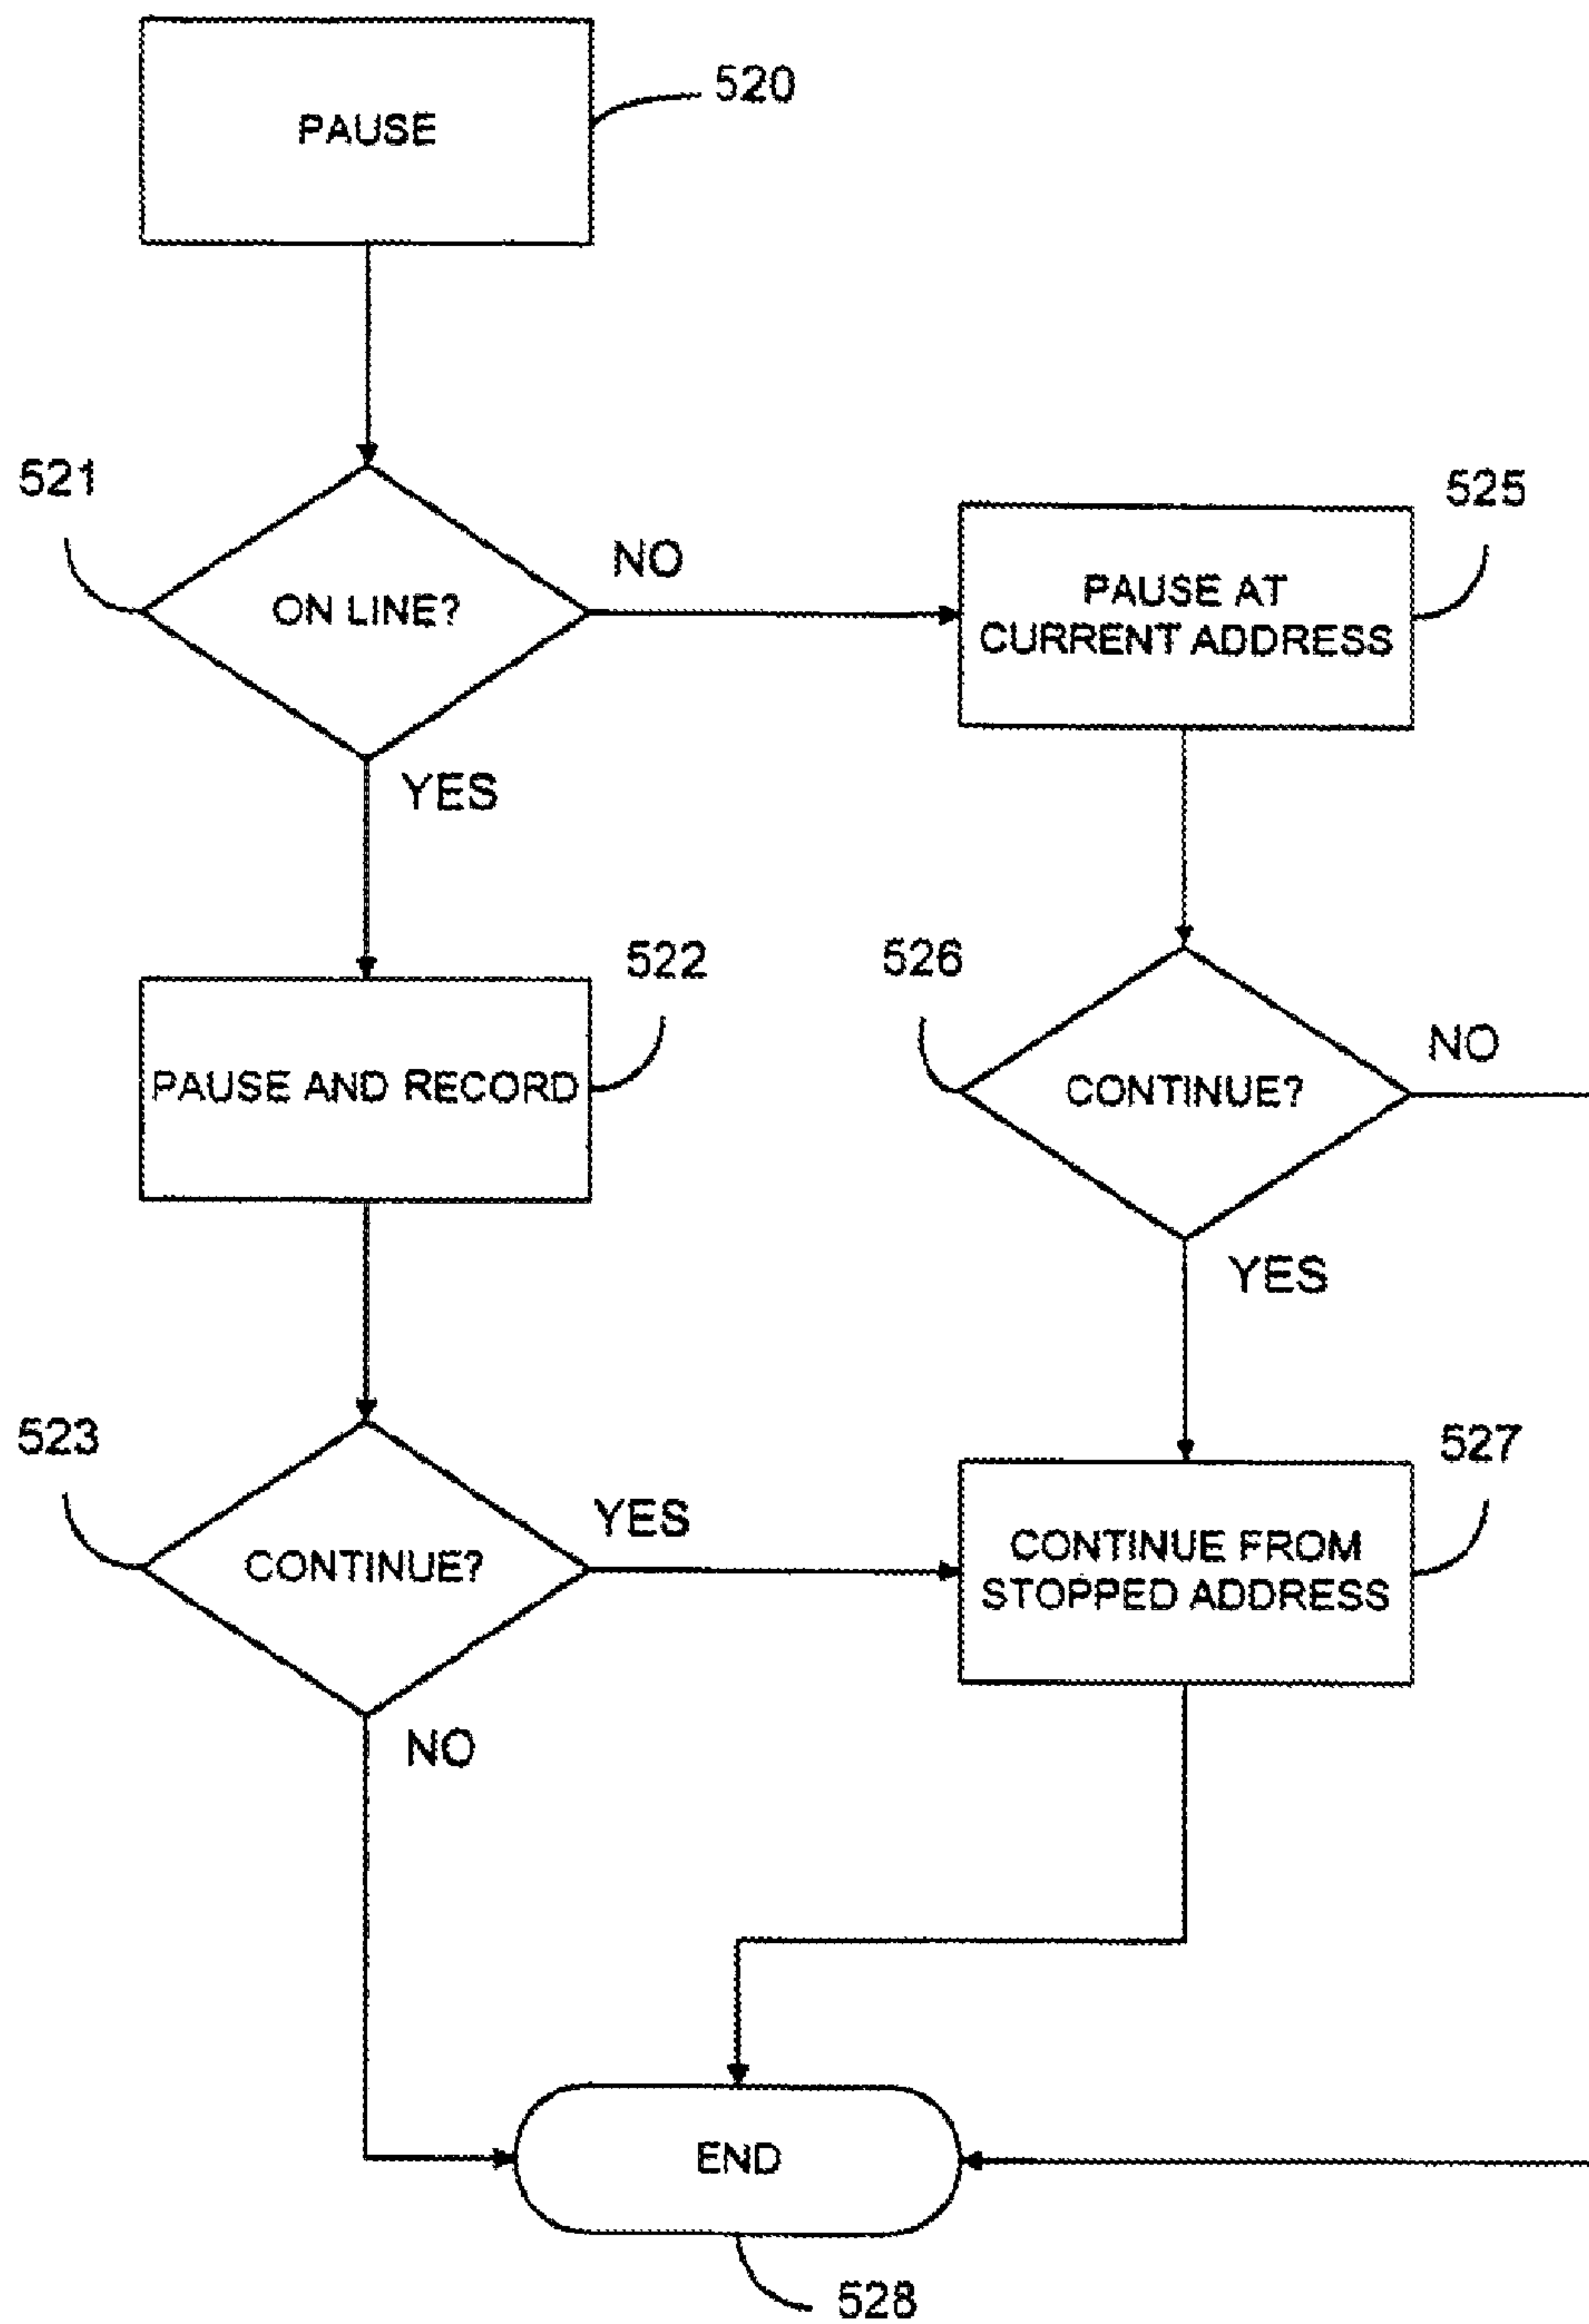 PAUSE
520
521
ON LINE?
NO
YES
525
PAUSE AT
CURRENT ADDRESS
522
PAUSE AND RECORD
526
CONTINUE?
NO
YES
523
CONTINUE?
YES
NO
527
CONTINUE FROM
STOPPED ADDRESS
END
528